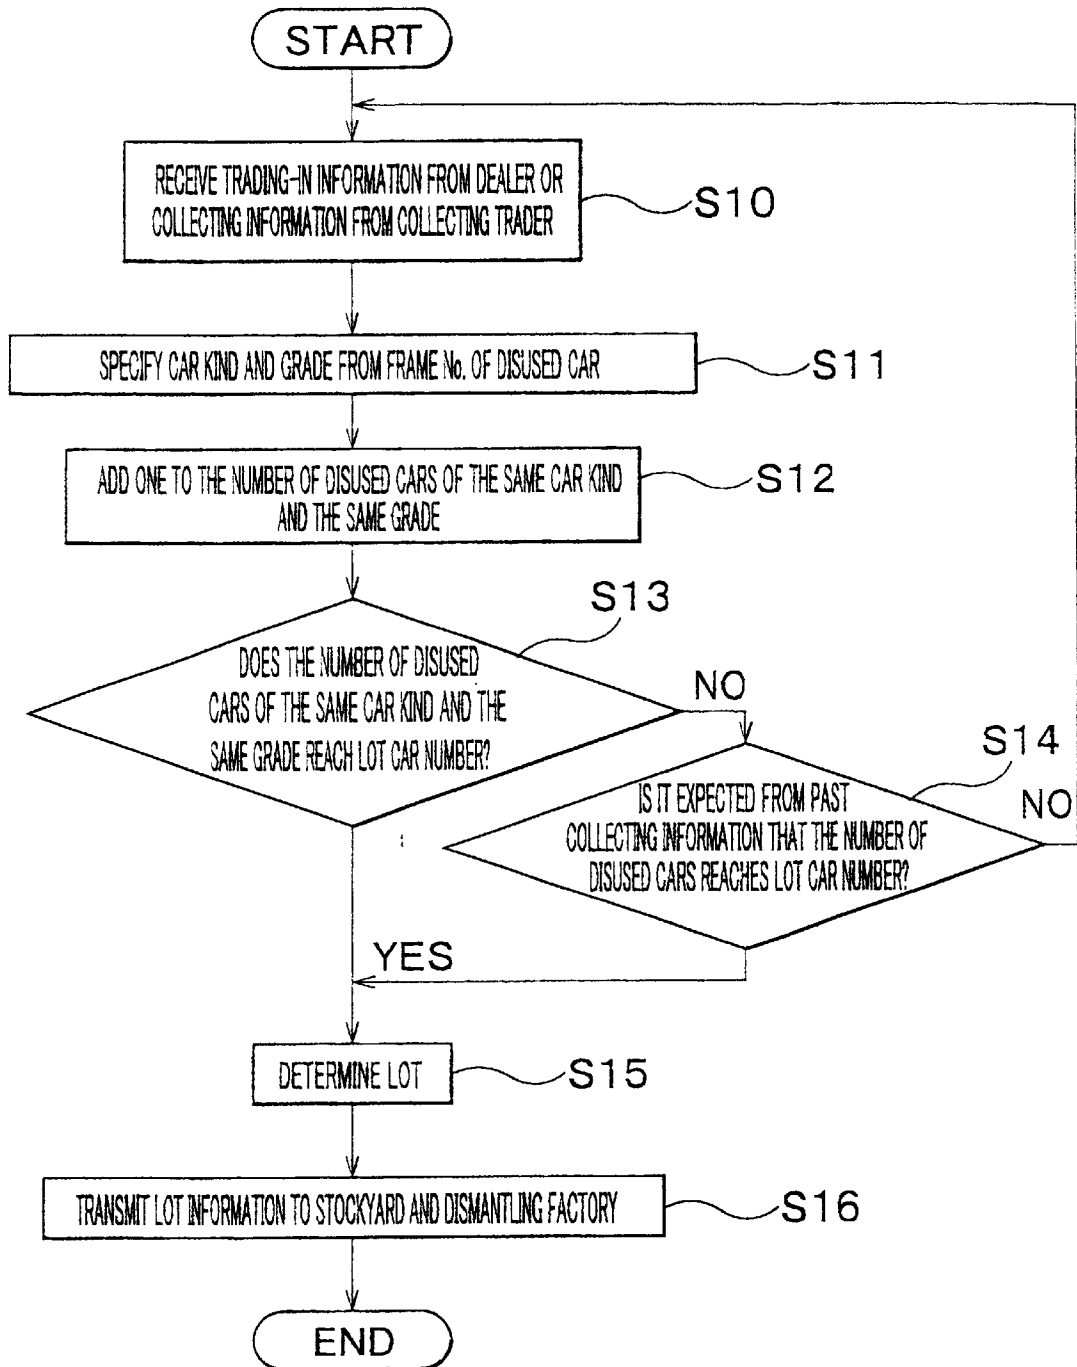 START
RECEIVE TRADING-IN INFORMATION FROM DEALER OR
COLLECTING INFORMATION FROM COLLECTING TRADER
S10
SPECIFY CAR KIND AND GRADE FROM FRAME No. OF DISUSED CAR
S11
ADD ONE TO THE NUMBER OF DISUSED CARS OF THE SAME CAR KIND
AND THE SAME GRADE
S12
S13
DOES THE NUMBER OF DISUSED
CARS OF THE SAME CAR KIND AND THE
SAME GRADE REACH LOT CAR NUMBER?
NO
S14
IS IT EXPECTED FROM PAST
COLLECTING INFORMATION THAT THE NUMBER OF
DISUSED CARS REACHES LOT CAR NUMBER?
NO
YES
DETERMINE LOT
S15
TRANSMIT LOT INFORMATION TO STOCKYARD AND DISMANTLING FACTORY
S16
END